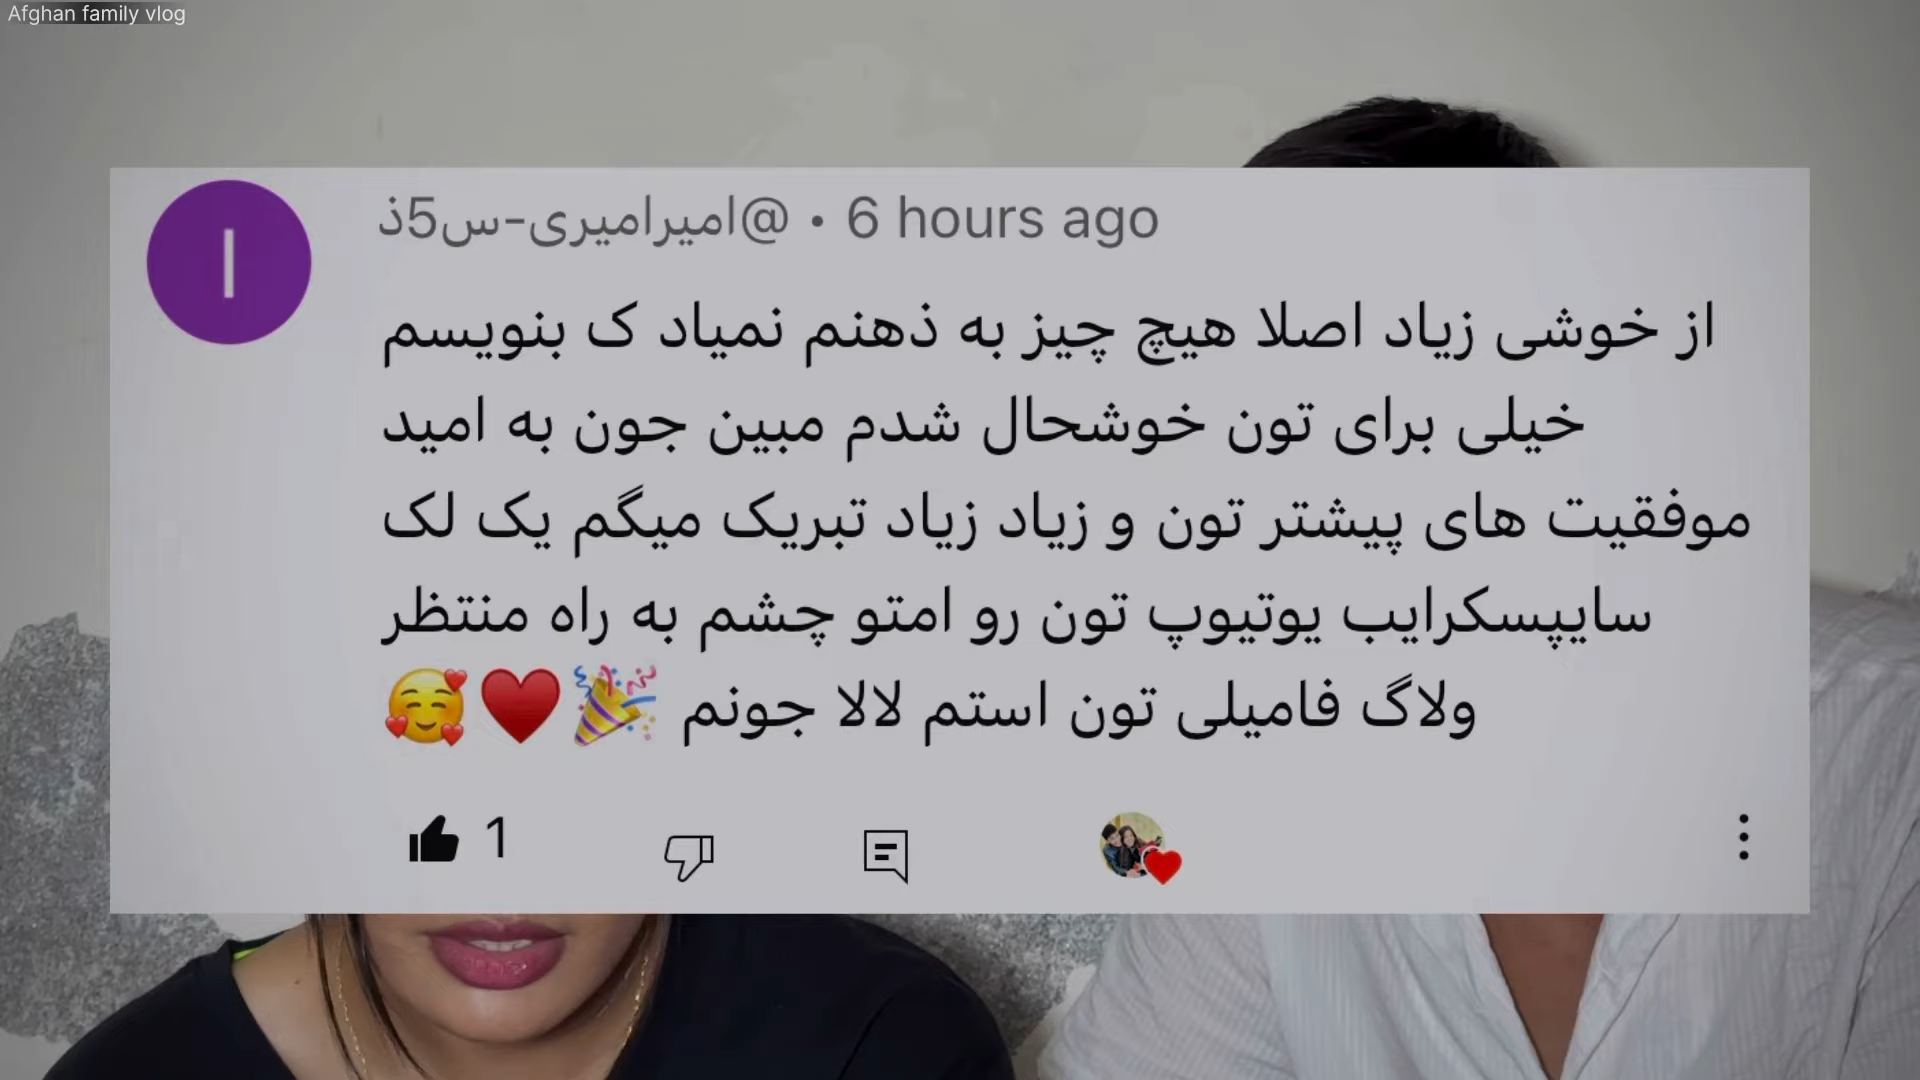 Afghan family vlog
@امیرامیری-س5ذ • 6 hours ago
از خوشی زیاد اصلا هیچ چیز به ذهنم نمیاد ک بنویسم
خیلی برای تون خوشحال شدم مبین جون به امید
موفقیت های پیشتر تون و زیاد زیاد تبریک میگم یک لک
سایپسکرایب یوتیوپ تون رو امتو چشم به راه منتظر
ولاگ فامیلی تون استم لالا جونم 🎉❤️🥰
1